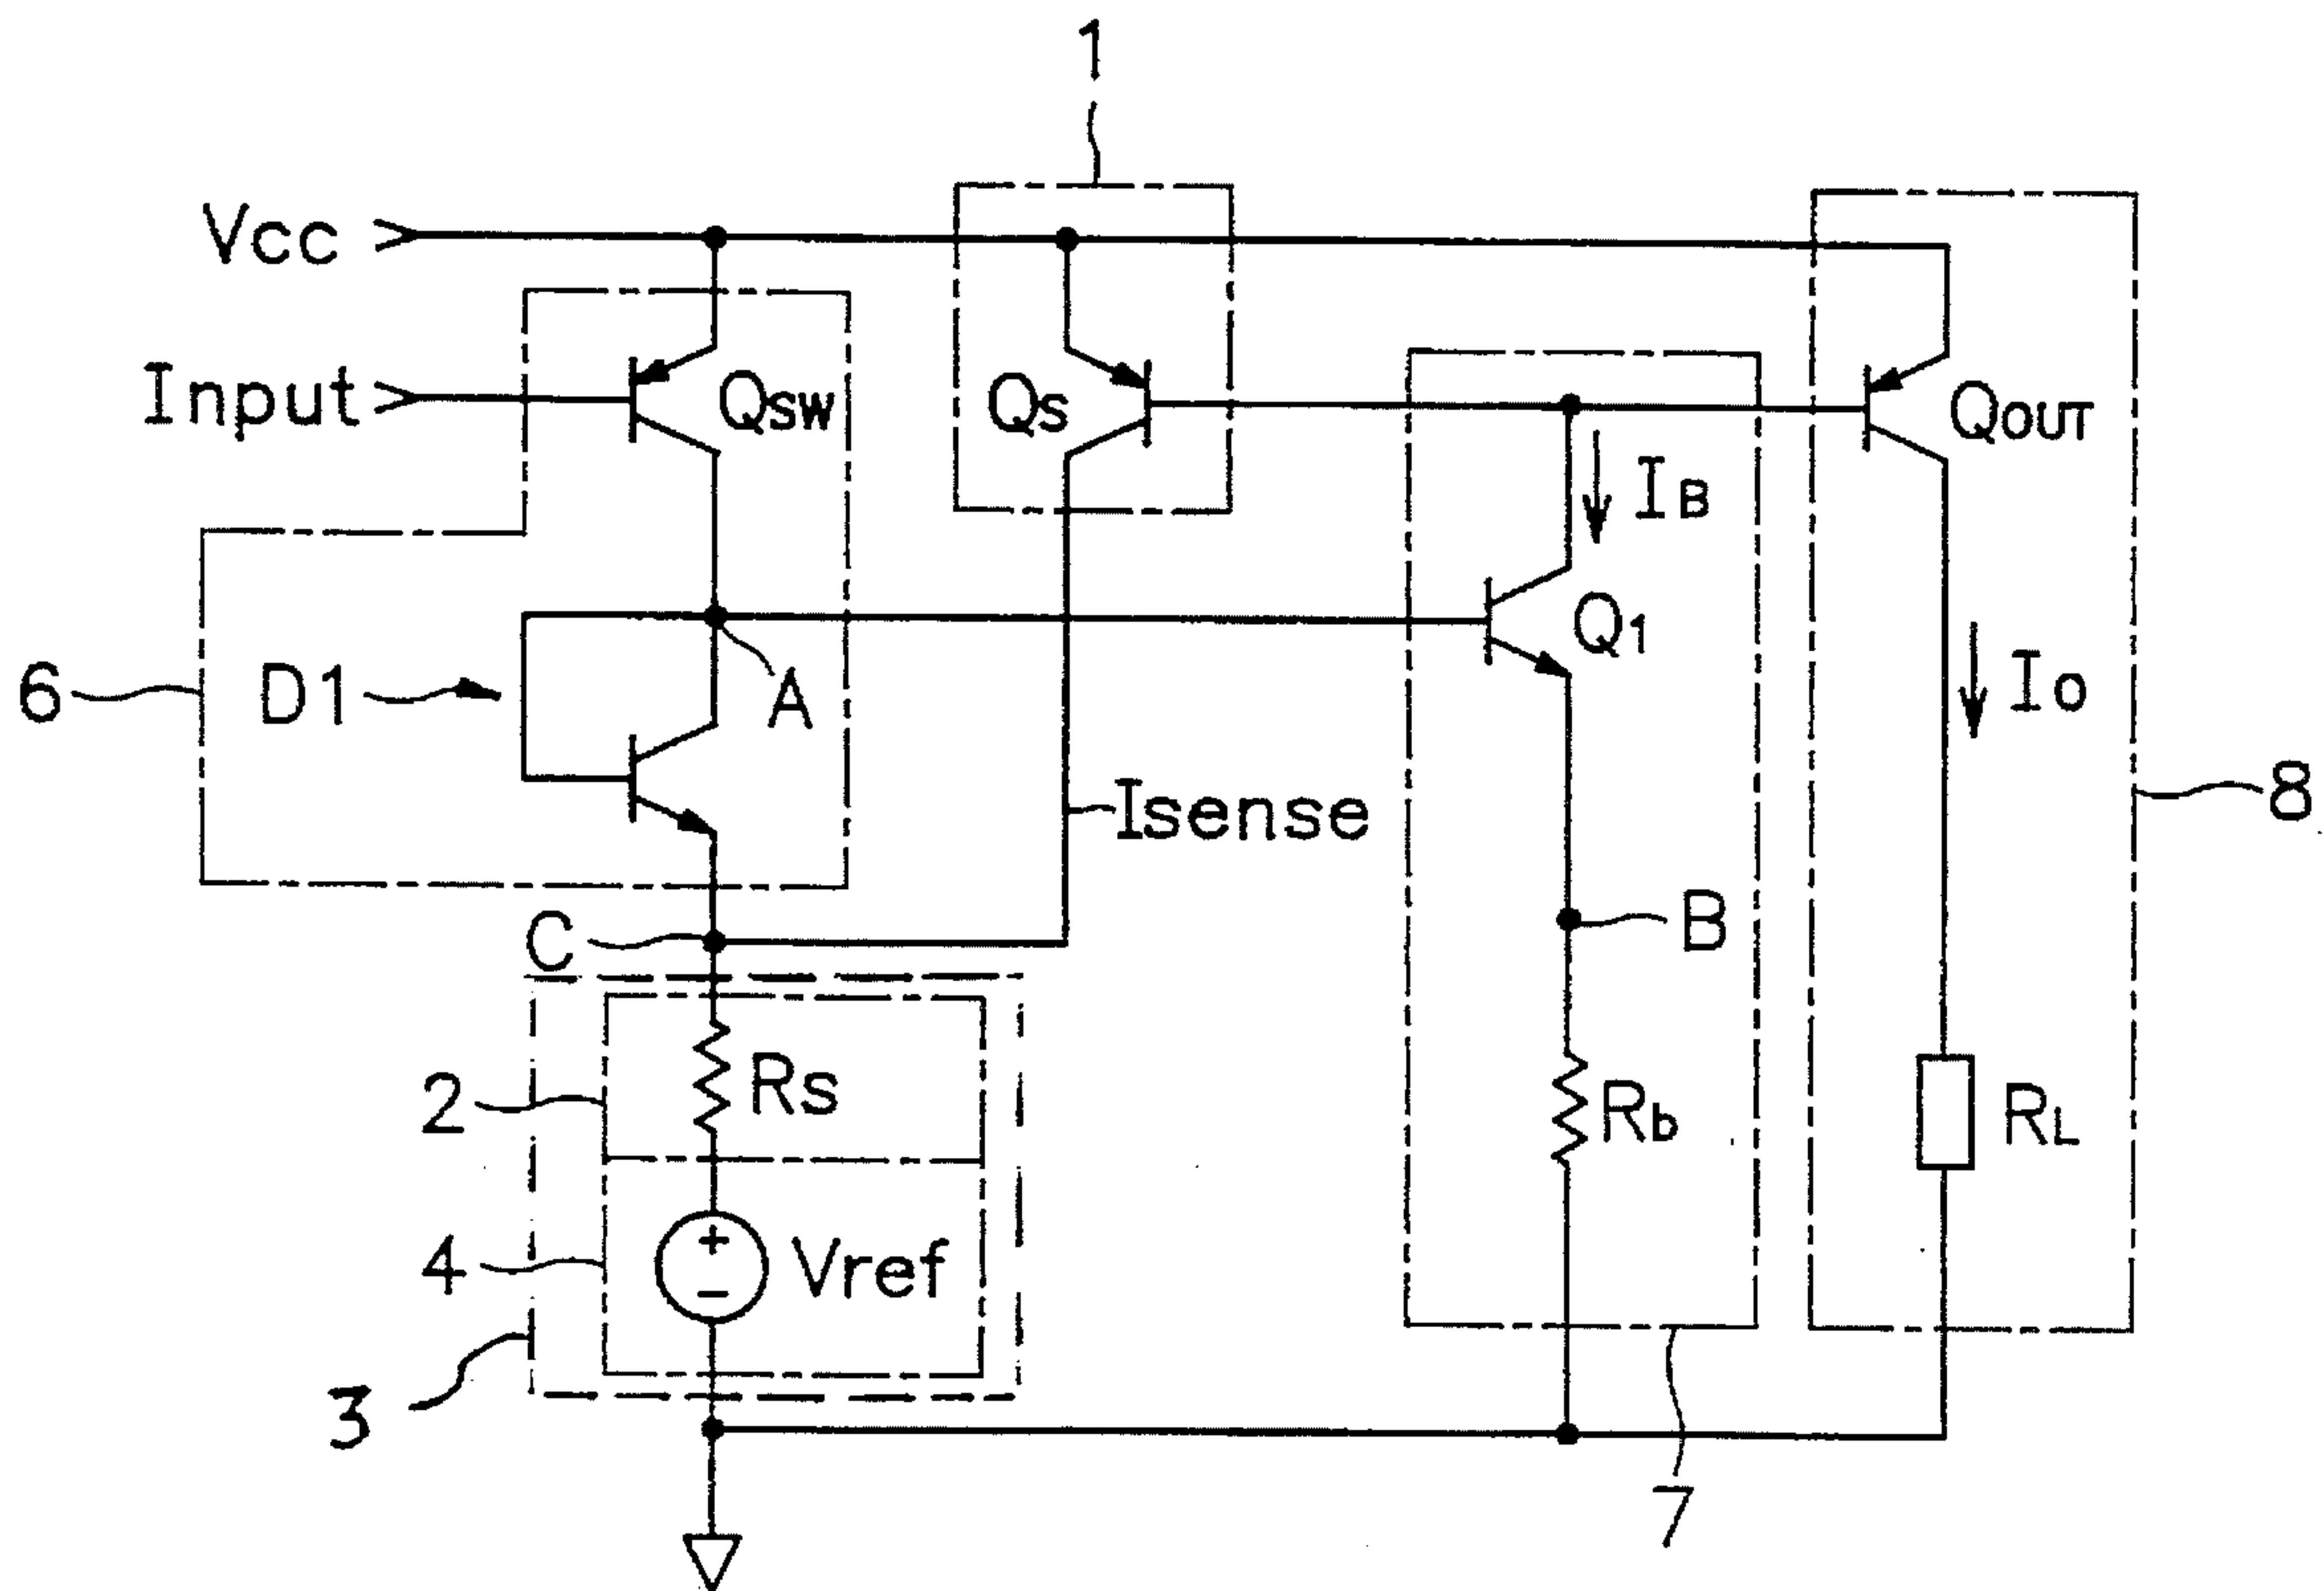 1
Vcc
Input
QSW
QS
QOUT
IB
Q1
6
D1
A
Io
Isense
8
C
B
2
Rs
Rb
RL
4
+
−
Vref
3
7